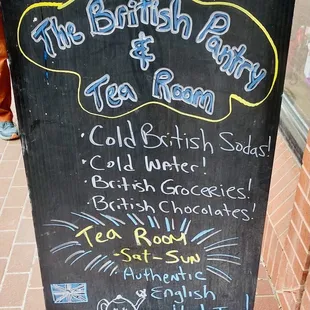 The British Pantry
&
Tea Room
· Cold British Sodas!
· Cold Water!
· British Groceries!
· British Chocolates!
Tea Room
- Sat - Sun
Authentic
English